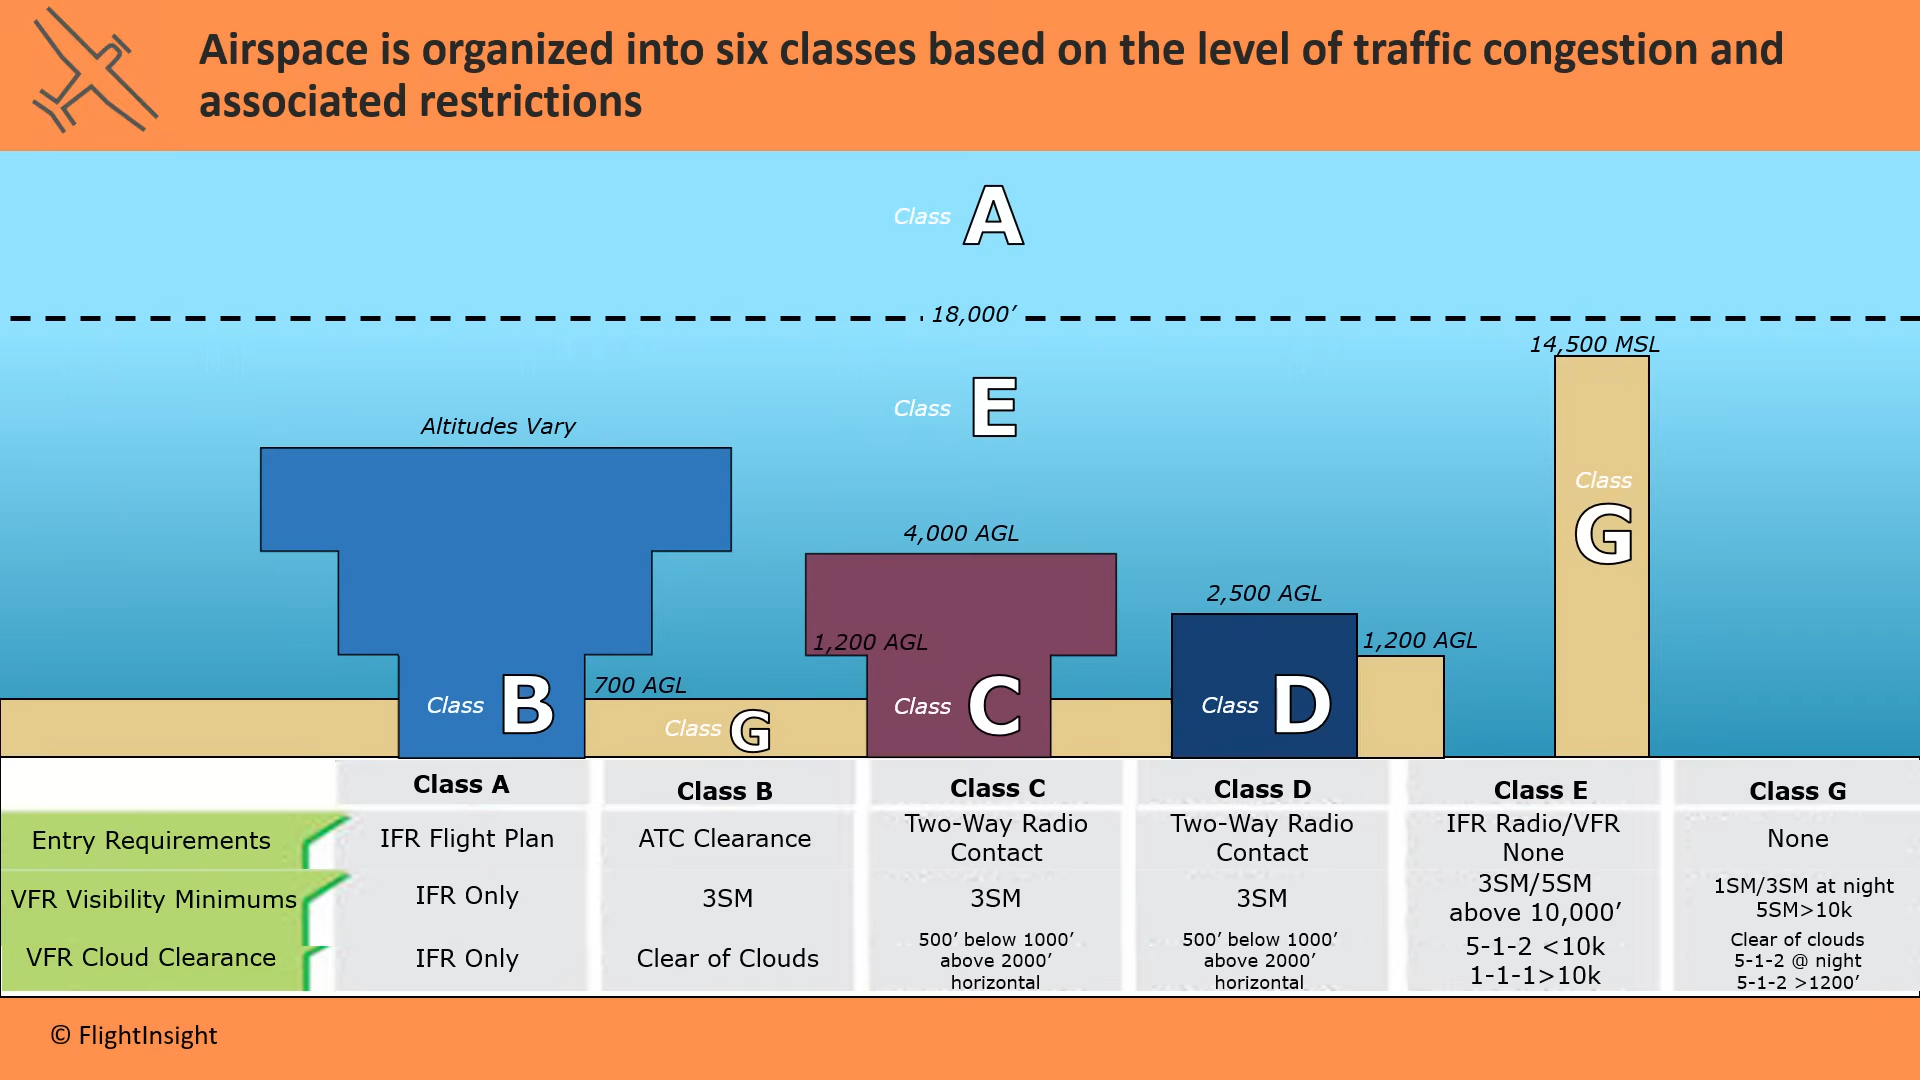 Airspace is organized into six classes based on the level of traffic congestion and
associated restrictions
Class A
18,000’
14,500 MSL
Class E
Altitudes Vary
Class
G
4,000 AGL
2,500 AGL
1,200 AGL
1,200 AGL
700 AGL
Class B
Class G
Class C
Class D
Class A
Class B
Class C
Class D
Class E
Class G
Entry Requirements
IFR Flight Plan
ATC Clearance
Two-Way Radio
Contact
Two-Way Radio
Contact
IFR Radio/VFR
None
None
VFR Visibility Minimums
IFR Only
3SM
3SM
3SM
3SM/5SM
above 10,000’
1SM/3SM at night
5SM>10k
VFR Cloud Clearance
IFR Only
Clear of Clouds
500’ below 1000’
above 2000’
horizontal
500’ below 1000’
above 2000’
horizontal
5-1-2 <10k
1-1-1>10k
Clear of clouds
5-1-2 @ night
5-1-2 >1200’
© FlightInsight